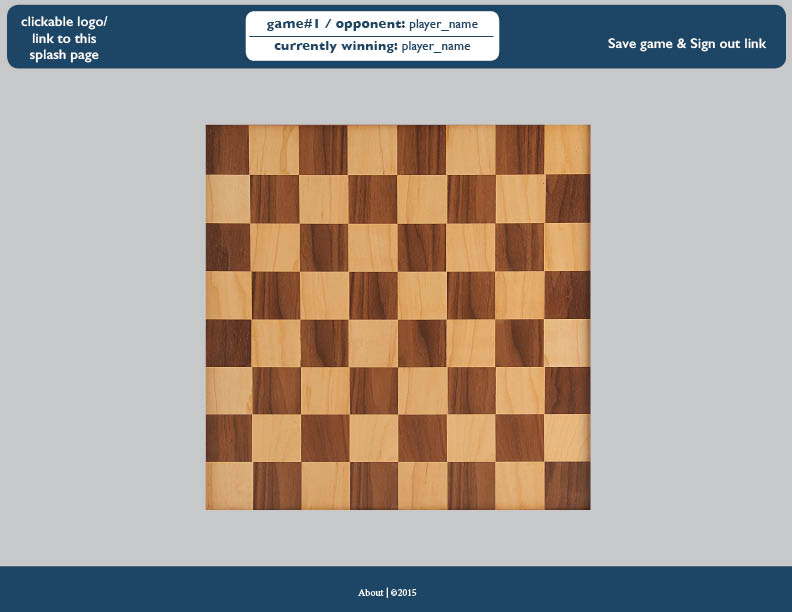 clickable logo/
link to this
splash page
game#1 / opponent: player_name
currently winning: player_name
Save game & Sign out link
About | ©2015